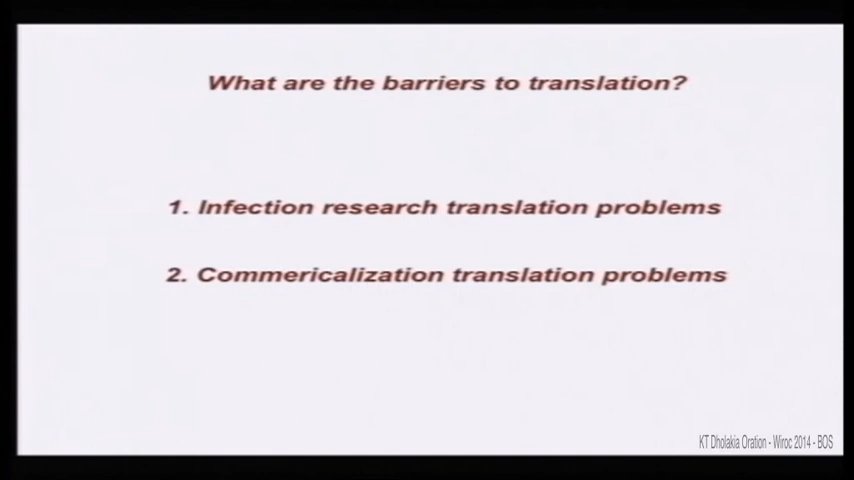 What are the barriers to translation?
1. Infection research translation problems
2. Commericalization translation problems
KT Dholakia Oration - Wiroc 2014 - BOS